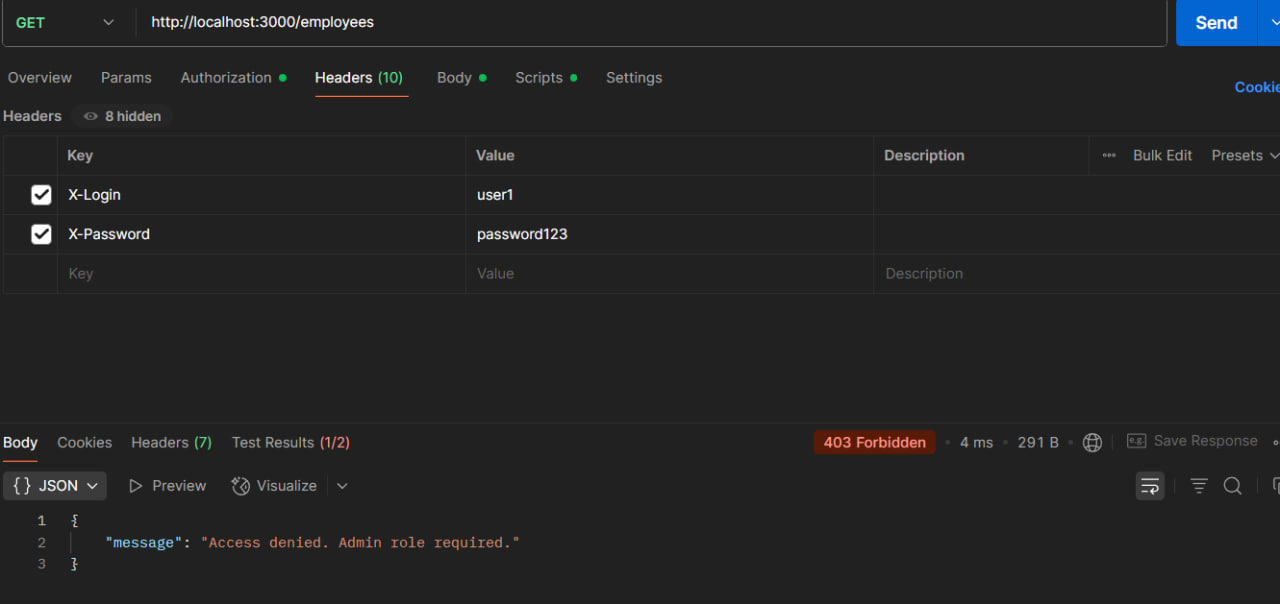 GET http://localhost:3000/employees Send
Overview Params Authorization Headers (10) Body Scripts Settings
Cookie
Headers 8 hidden
Key Value Description Bulk Edit Presets
X-Login user1
X-Password password123
Key Value Description
Body Cookies Headers (7) Test Results (1/2) 403 Forbidden 4 ms 291 B e.g. Save Response
{} JSON Preview Visualize
1 {
2 "message": "Access denied. Admin role required."
3 }